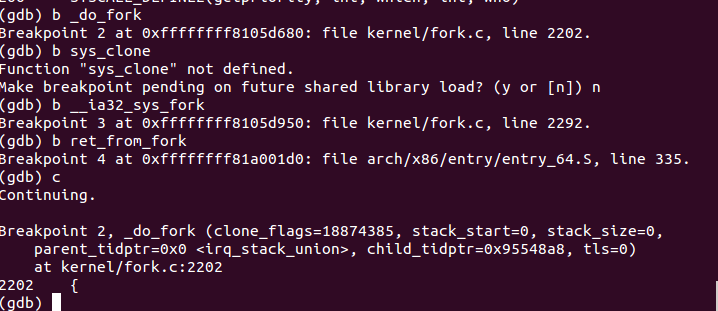 (gdb) b _do_fork
Breakpoint 2 at 0xffffffff8105d680: file kernel/fork.c, line 2202.
(gdb) b sys_clone
Function "sys_clone" not defined.
Make breakpoint pending on future shared library load? (y or [n]) n
(gdb) b __ia32_sys_fork
Breakpoint 3 at 0xffffffff8105d950: file kernel/fork.c, line 2292.
(gdb) b ret_from_fork
Breakpoint 4 at 0xffffffff81a001d0: file arch/x86/entry/entry_64.S, line 335.
(gdb) c
Continuing.
Breakpoint 2, _do_fork (clone_flags=18874385, stack_start=0, stack_size=0,
parent_tidptr=0x0 <irq_stack_union>, child_tidptr=0x95548a8, tls=0)
at kernel/fork.c:2202
2202 {
(gdb)